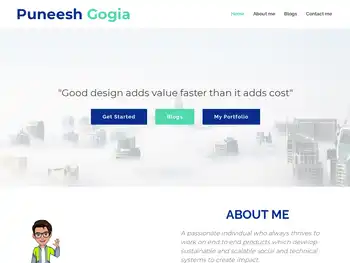 Puneesh Gogia
Home About me Blogs Contact me
"Good design adds value faster than it adds cost"
Get Started Blogs My Portfolio
ABOUT ME
A passionate individual who always thrives to
work on end to end products which develop
sustainable and scalable social and technical
systems to create impact.